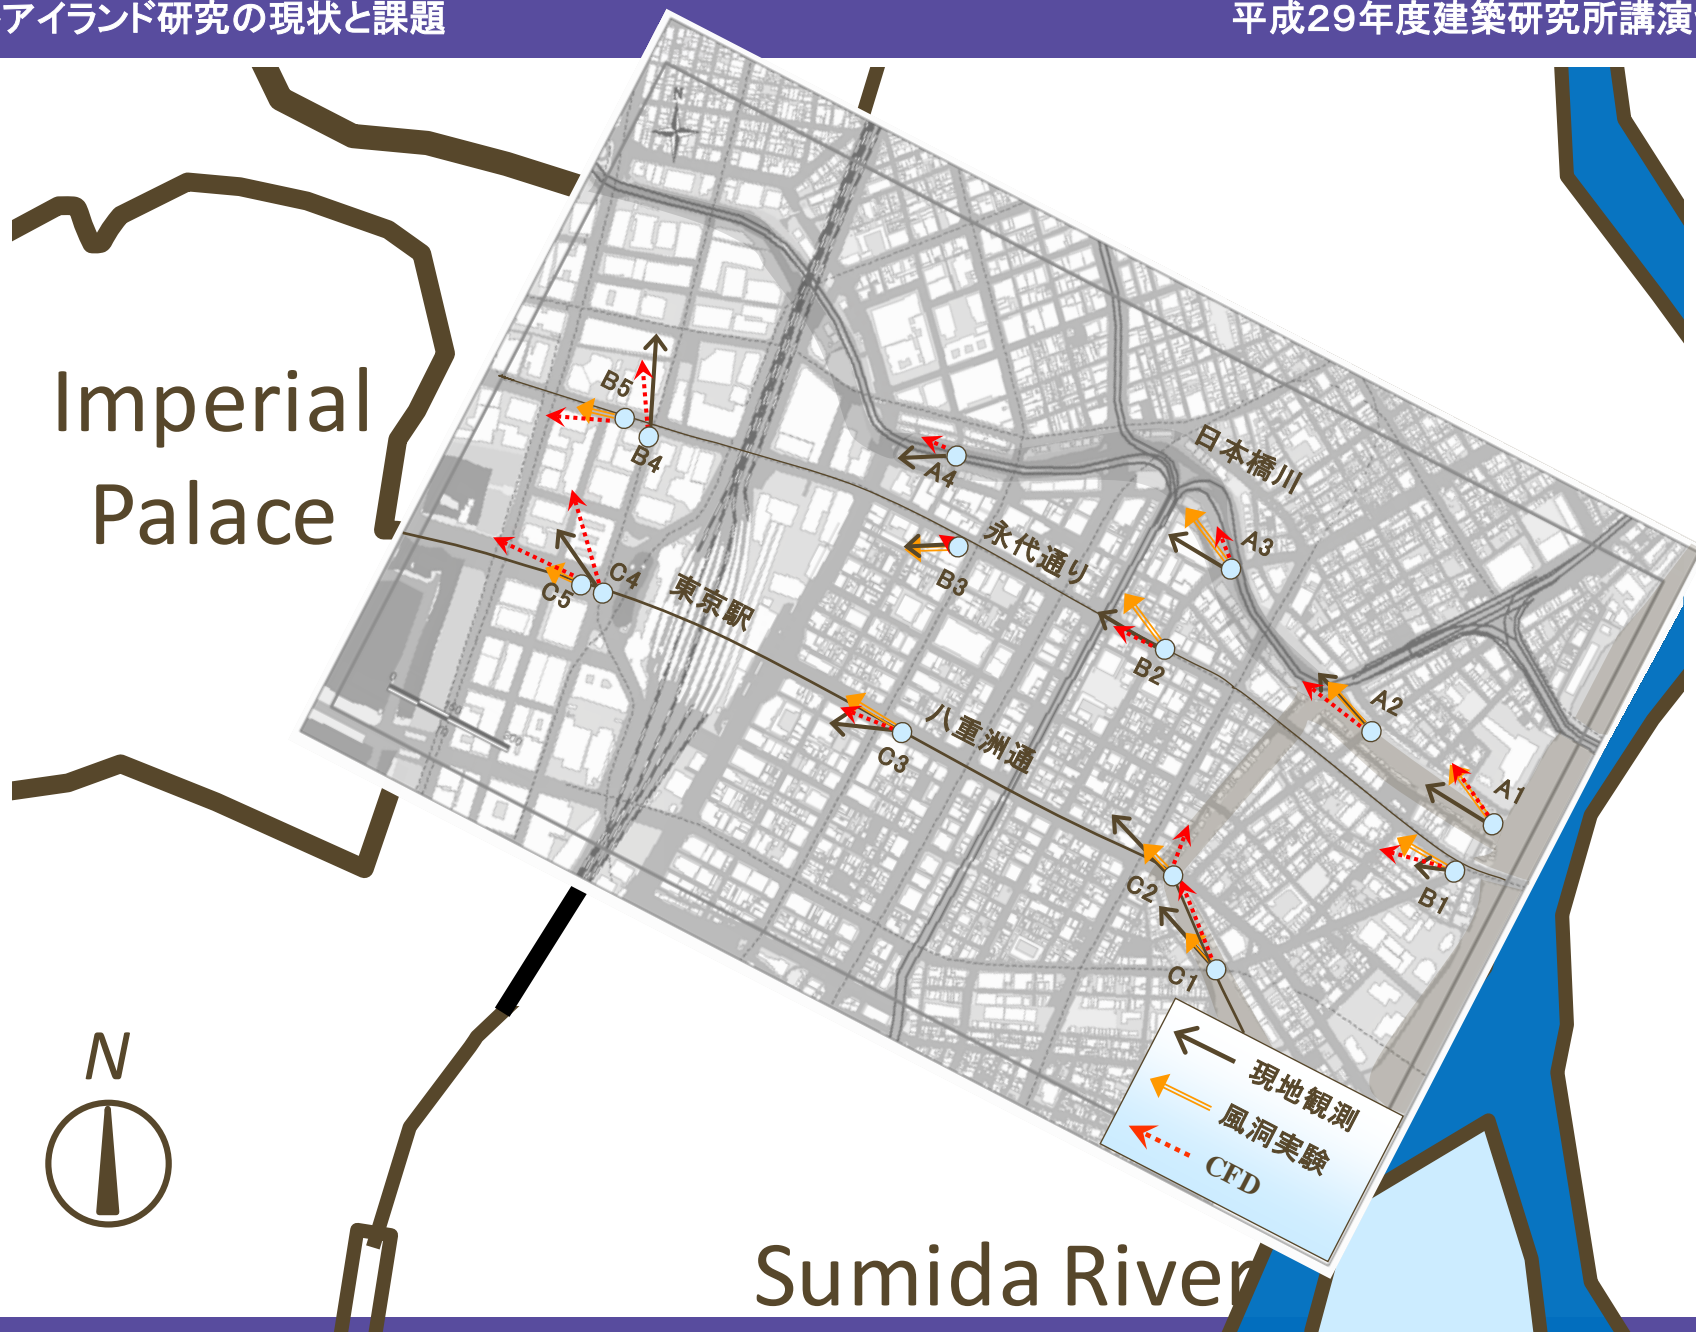 アイランド研究の現状と課題
平成29年度建築研究所講演
N
Imperial
Palace
B5
B4
A4
日本橋川
A3
永代通り
B3
B2
C4
C5
東京駅
A2
A1
八重洲通
C3
C2
B1
C1
0
現地観測
風洞実験
CFD
N
Sumida River